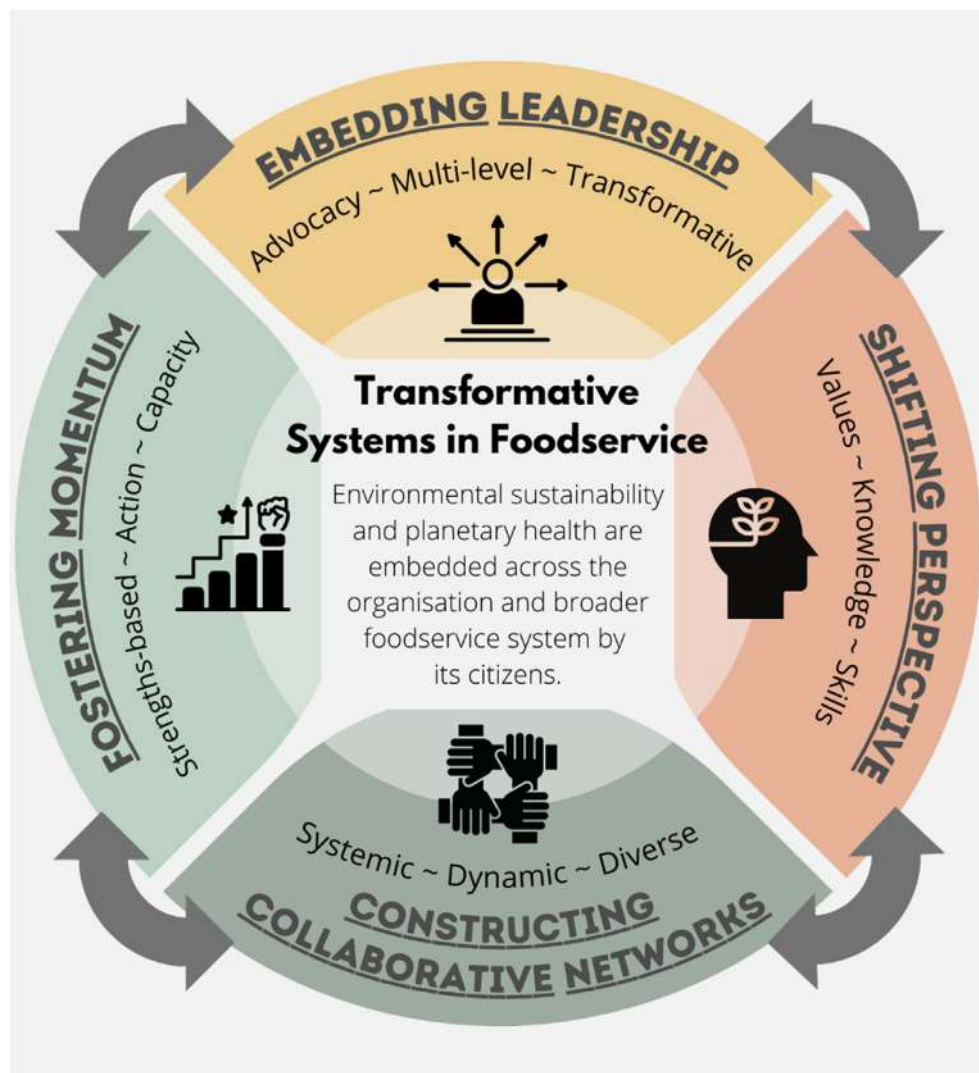 EMBEDDING LEADERSHIP
Advocacy ~ Multi-level ~ Transformative
FOSTERING MOMENTUM
Strengths-based ~ Action ~ Capacity
Transformative
Systems in Foodservice
Environmental sustainability
and planetary health are
embedded across the
organisation and broader
foodservice system by
its citizens.
SHIFTING PERSPECTIVE
Values ~ Knowledge ~ Skills
Systemic ~ Dynamic ~ Diverse
CONSTRUCTING
COLLABORATIVE NETWORKS